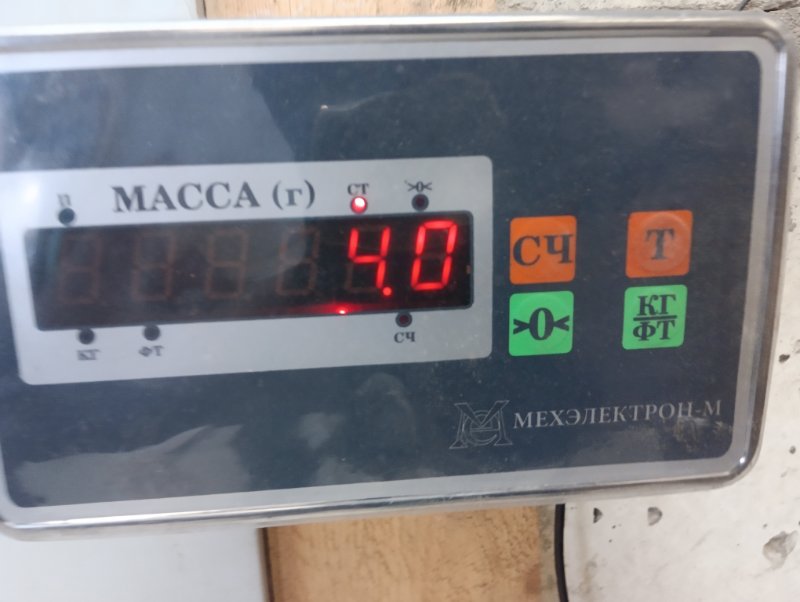 П МАССА (г) СТ >0<
4.0
КГ ФТ СЧ
СЧ Т
>0< КГ/ФТ
МЕХЭЛЕКТРОН-М